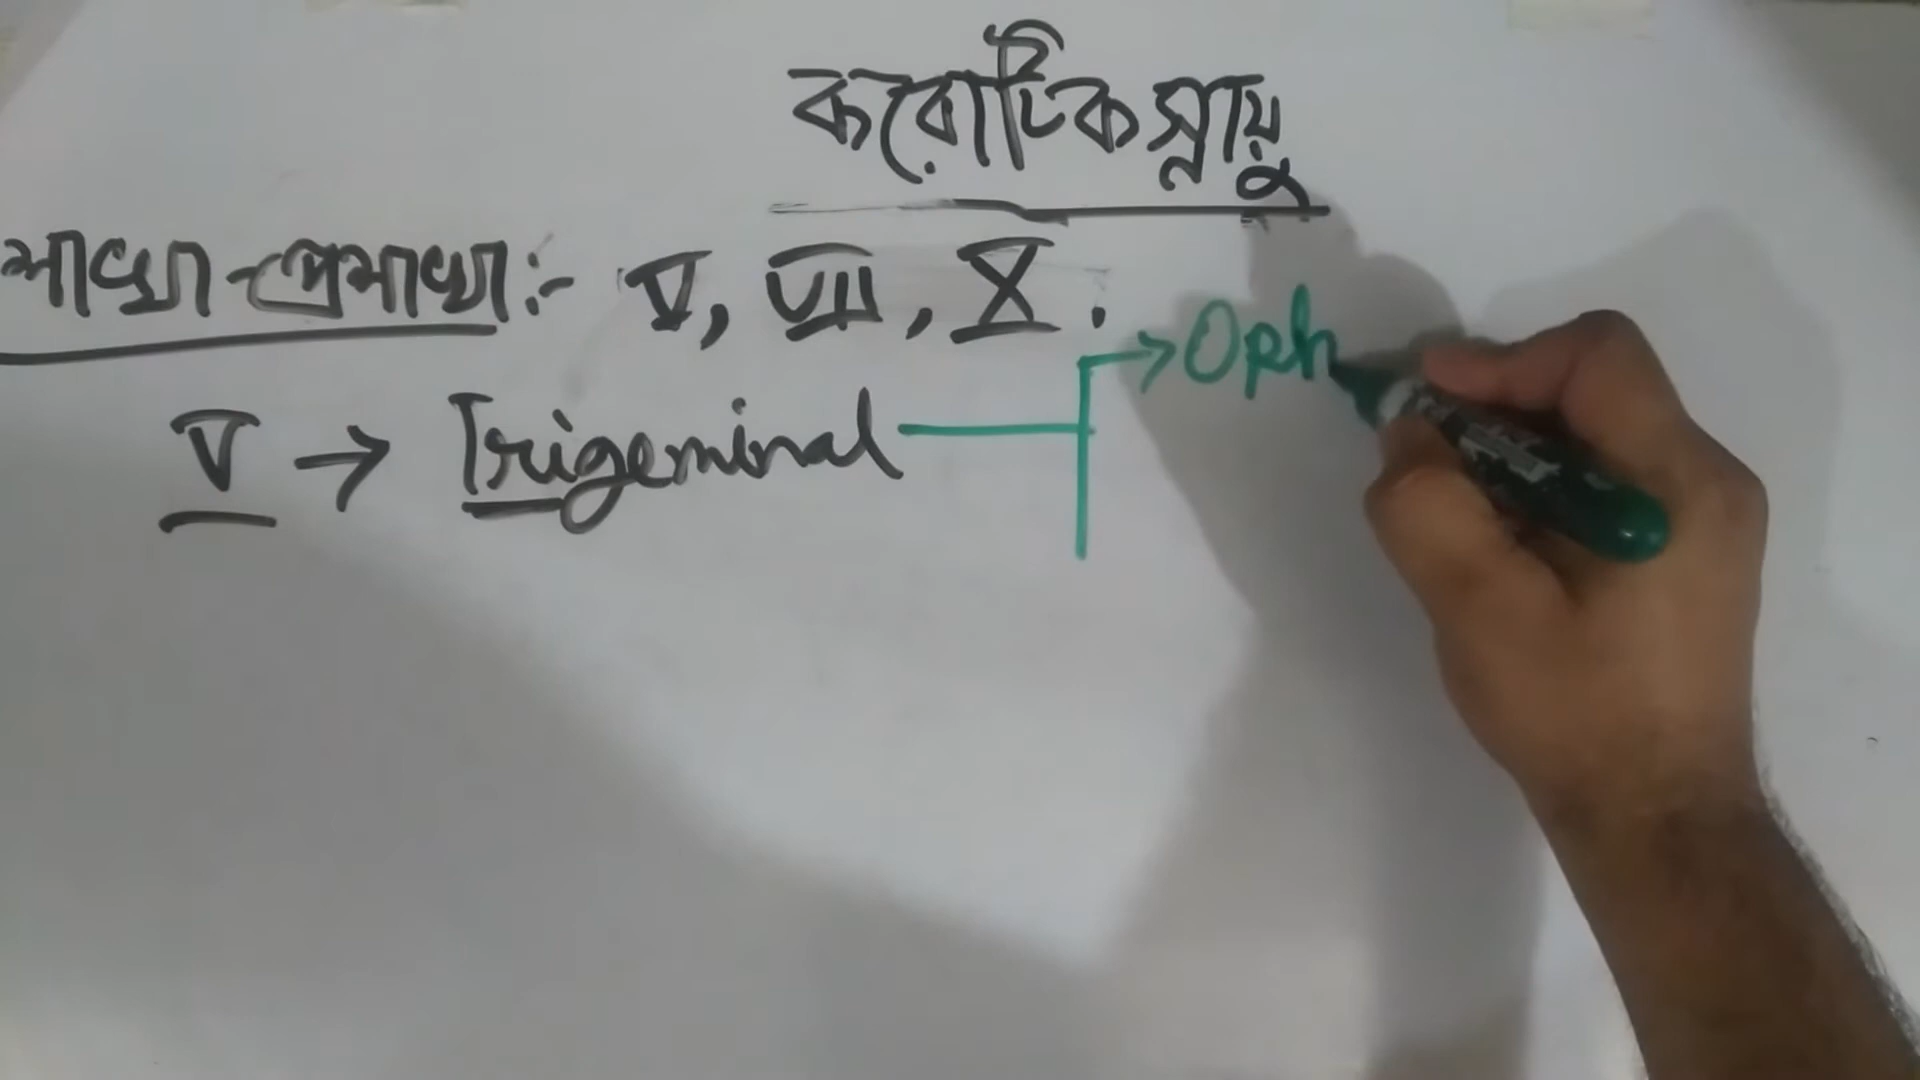 করোটিক স্নায়ু
শাখা-প্রশাখা:- V, VII, X.
V → Trigeminal → Oph